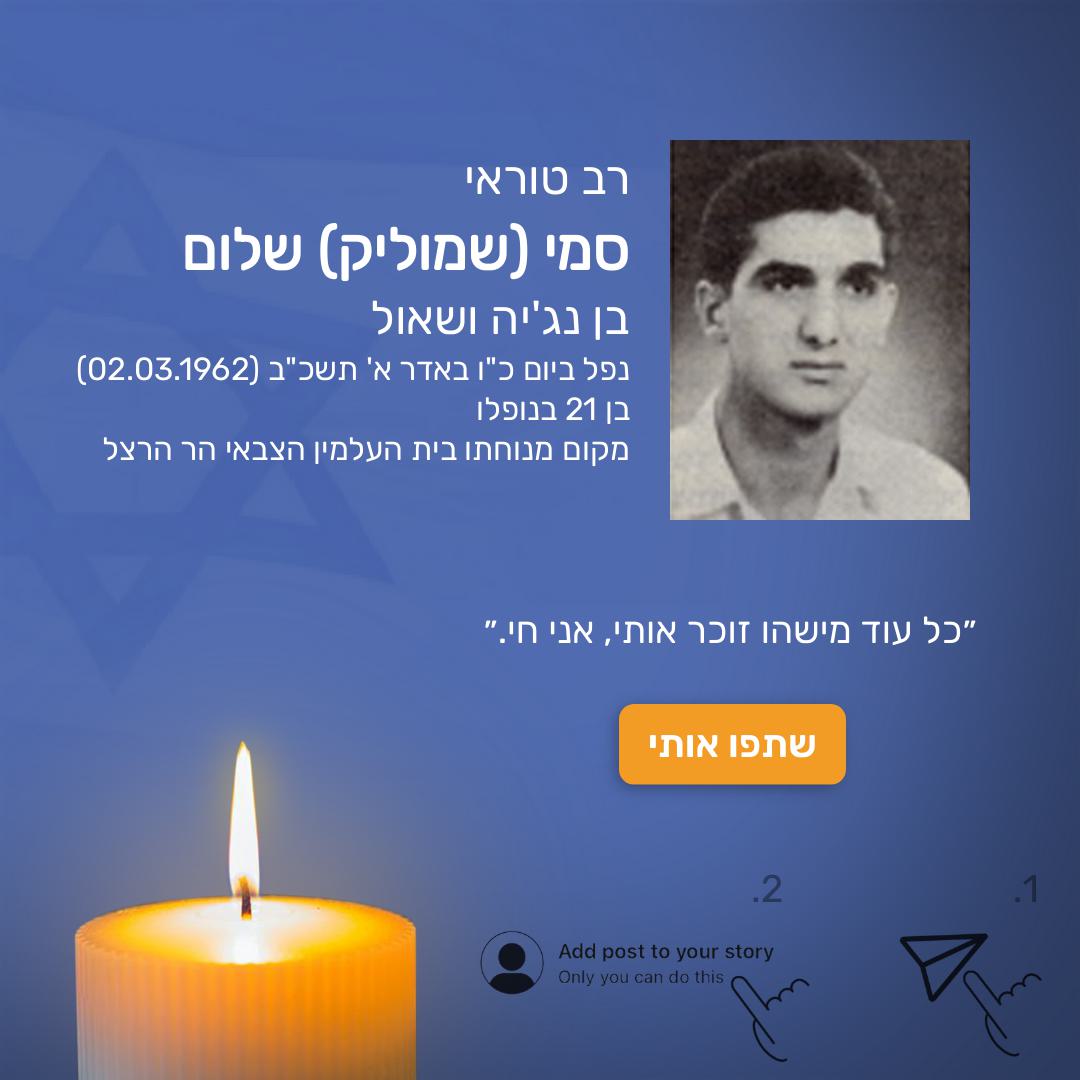 רב טוראי
סמי (שמוליק) שלום
בן נג'יה ושאול
נפל ביום כ"ו באדר א' תשכ"ב (02.03.1962)
בן 21 בנופלו
מקום מנוחתו בית העלמין הצבאי הר הרצל
״כל עוד מישהו זוכר אותי, אני חי.״
שתפו אותי
.1
.2
Add post to your story
Only you can do this